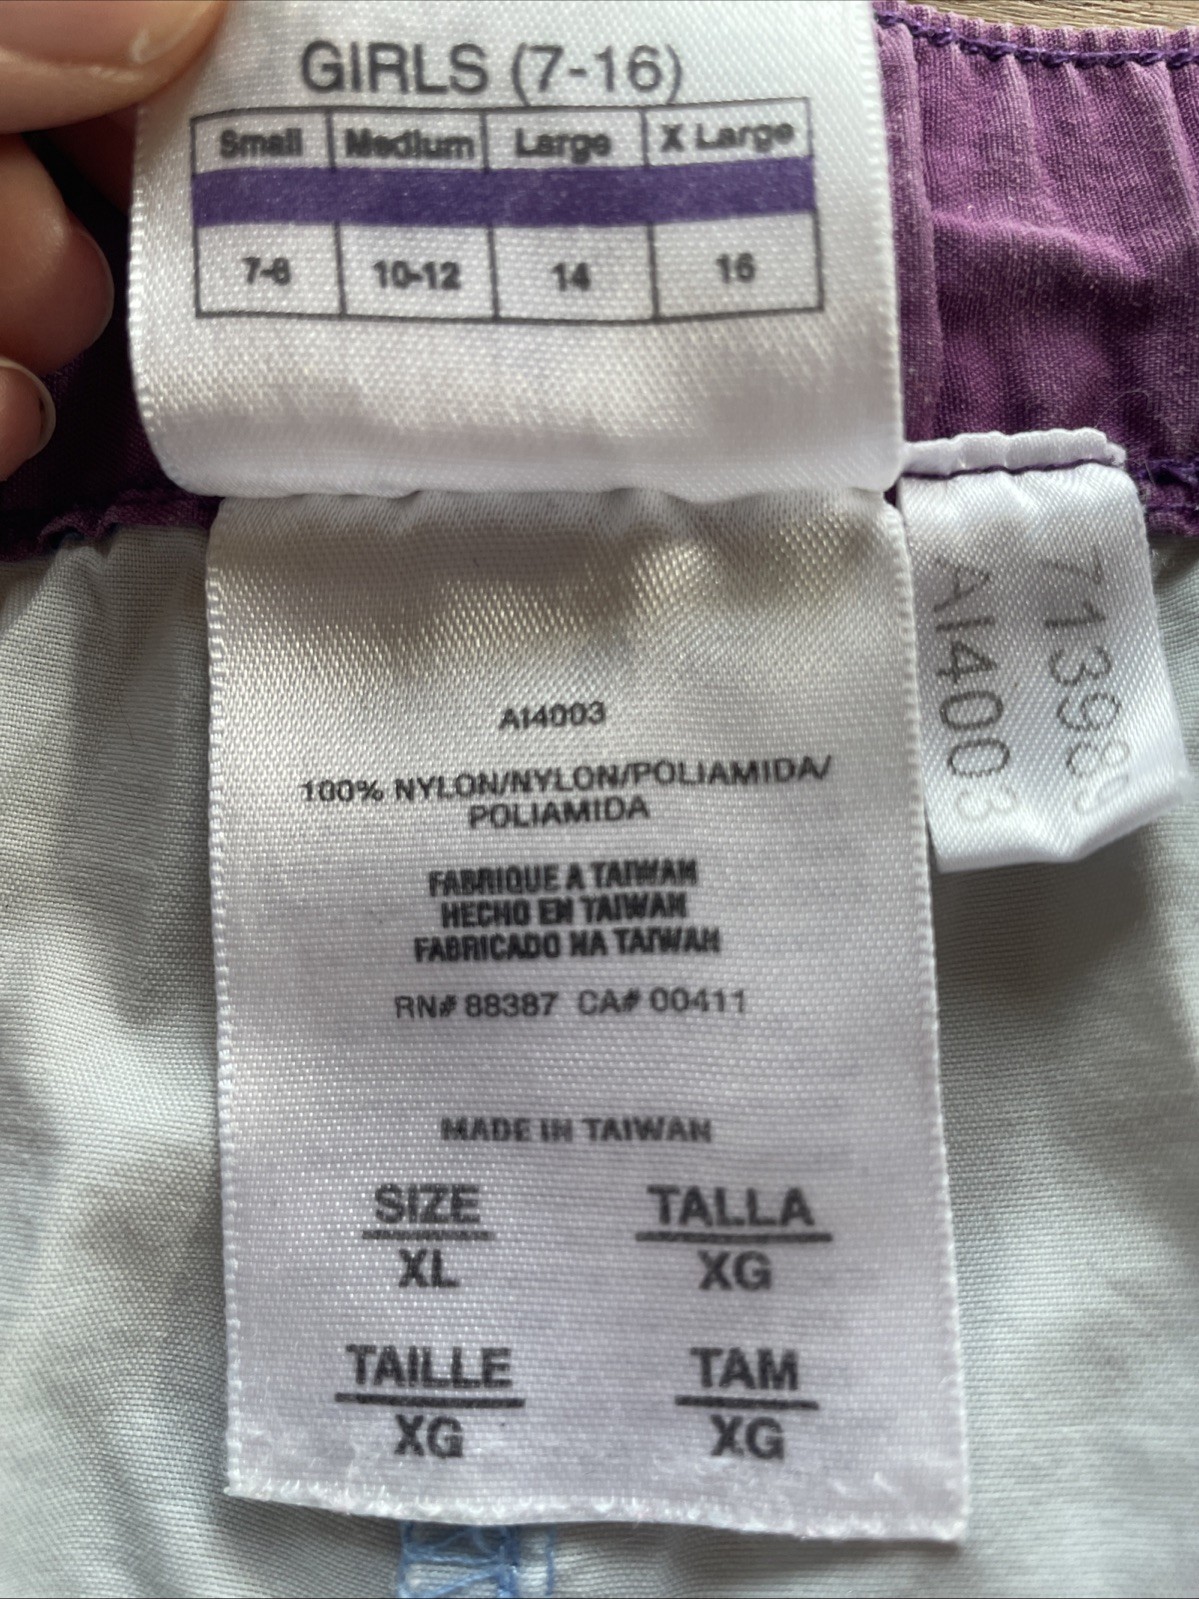 GIRLS (7-16)
Small Medium Large X Large
7-8 10-12 14 16
A14003
100% NYLON/NYLON/POLIAMIDA/
POLIAMIDA
FABRIQUE A TAIWAN
HECHO EN TAIWAN
FABRICADO NA TAIWAN
RN# 88387 CA# 00411
MADE IN TAIWAN
SIZE TALLA
XL XG
TAILLE TAM
XG XG
713989
A14003